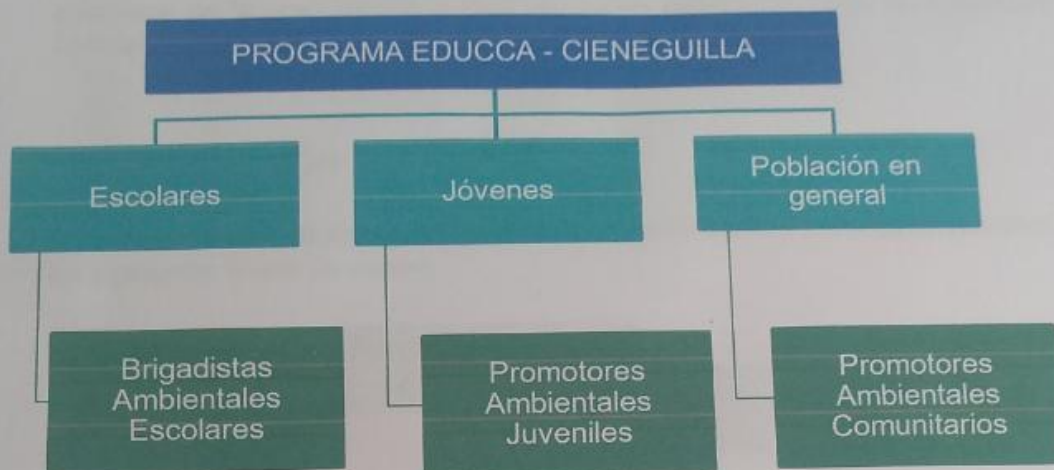 PROGRAMA EDUCCA - CIENEGUILLA
Escolares
Jóvenes
Población en
general
Brigadistas
Ambientales
Escolares
Promotores
Ambientales
Juveniles
Promotores
Ambientales
Comunitarios